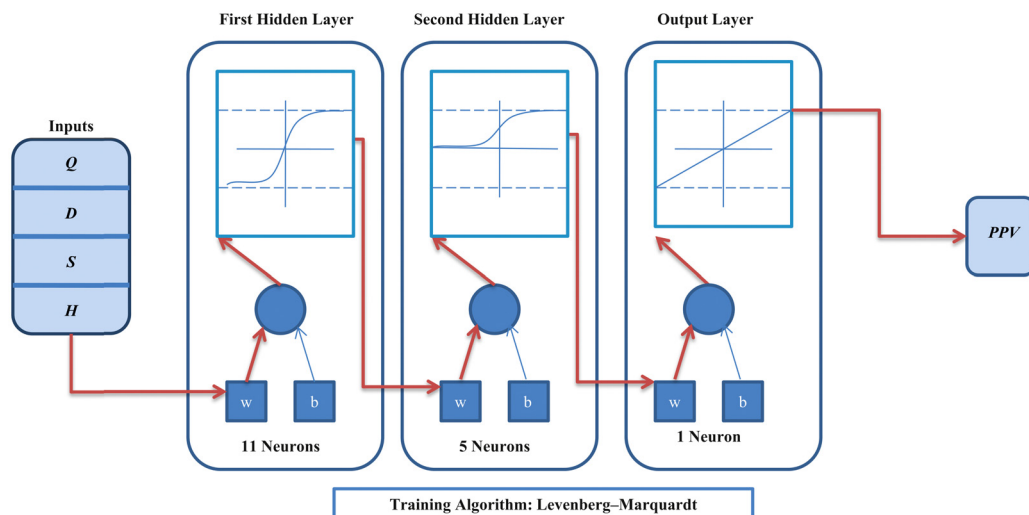 First Hidden Layer
Second Hidden Layer
Output Layer
Inputs
Q
D
S
H
PPV
w
b
w
b
w
b
11 Neurons
5 Neurons
1 Neuron
Training Algorithm: Levenberg–Marquardt